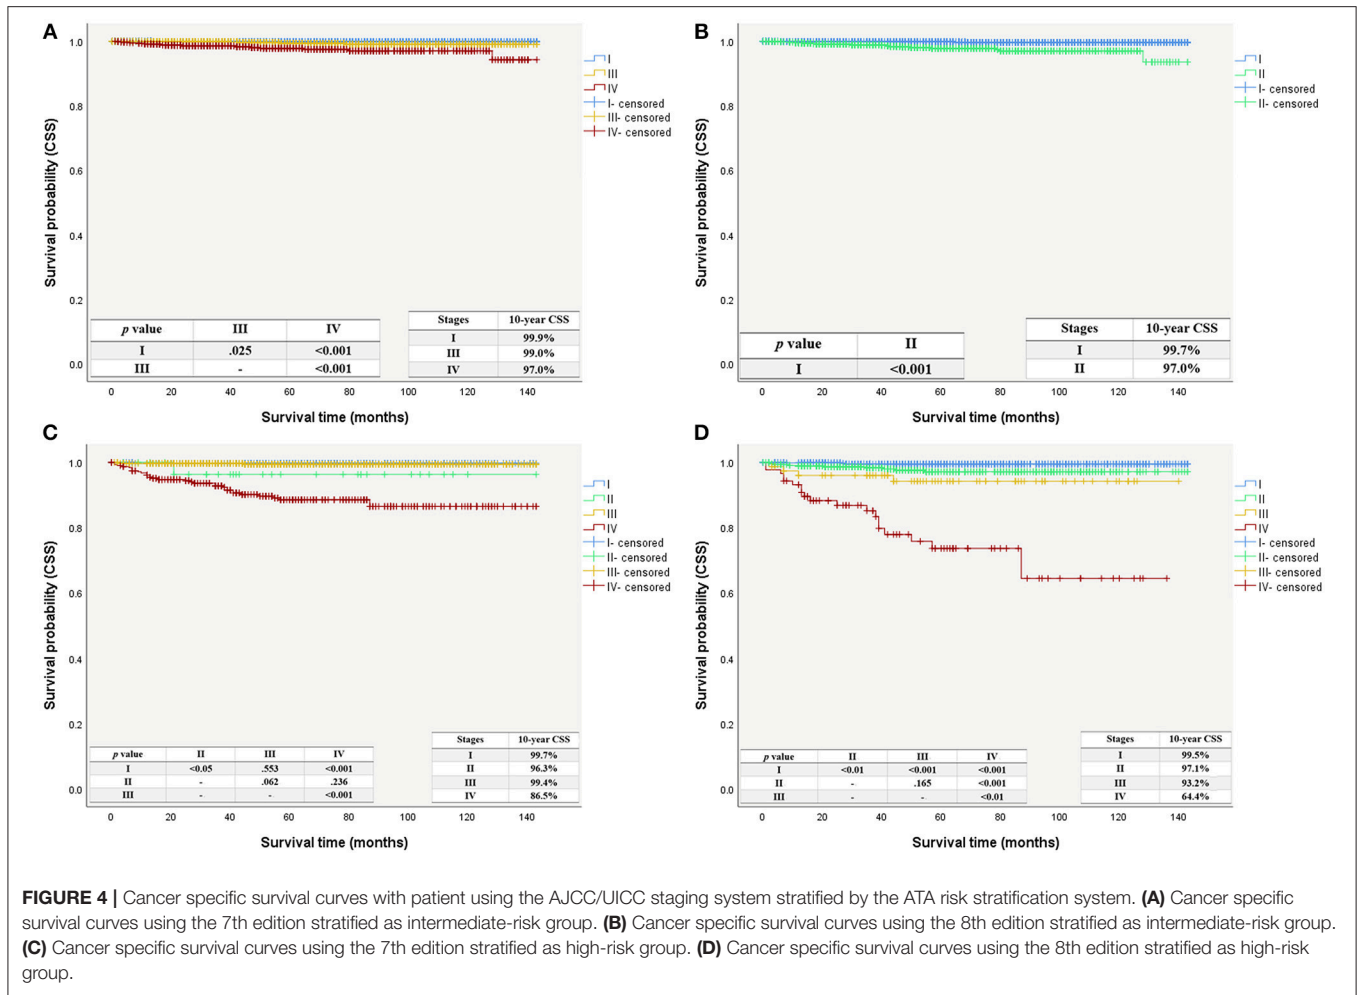 A
Survival probability (CSS)
1.0
0.8
0.6
0.4
0.2
0.0
I
III
IV
I- censored
III- censored
IV- censored
p value III IV
I .025 <0.001
III - <0.001
Stages 10-year CSS
I 99.9%
III 99.0%
IV 97.0%
0 20 40 60 80 100 120 140
Survival time (months)
B
Survival probability (CSS)
1.0
0.8
0.6
0.4
0.2
0.0
I
II
I- censored
II- censored
p value II
I <0.001
Stages 10-year CSS
I 99.7%
II 97.0%
0 20 40 60 80 100 120 140
Survival time (months)
C
Survival probability (CSS)
1.0
0.8
0.6
0.4
0.2
0.0
I
II
III
IV
I- censored
II- censored
III- censored
IV- censored
p value II III IV
I <0.05 .553 <0.001
II - .062 .236
III - - <0.001
Stages 10-year CSS
I 99.7%
II 96.3%
III 99.4%
IV 86.5%
0 20 40 60 80 100 120 140
Survival time (months)
D
Survival probability (CSS)
1.0
0.8
0.6
0.4
0.2
0.0
I
II
III
IV
I- censored
II- censored
III- censored
IV- censored
p value II III IV
I <0.01 <0.001 <0.001
II - .165 <0.001
III - - <0.01
Stages 10-year CSS
I 99.5%
II 97.1%
III 93.2%
IV 64.4%
0 20 40 60 80 100 120 140
Survival time (months)
FIGURE 4 | Cancer specific survival curves with patient using the AJCC/UICC staging system stratified by the ATA risk stratification system. (A) Cancer specific
survival curves using the 7th edition stratified as intermediate-risk group. (B) Cancer specific survival curves using the 8th edition stratified as intermediate-risk group.
(C) Cancer specific survival curves using the 7th edition stratified as high-risk group. (D) Cancer specific survival curves using the 8th edition stratified as high-risk
group.